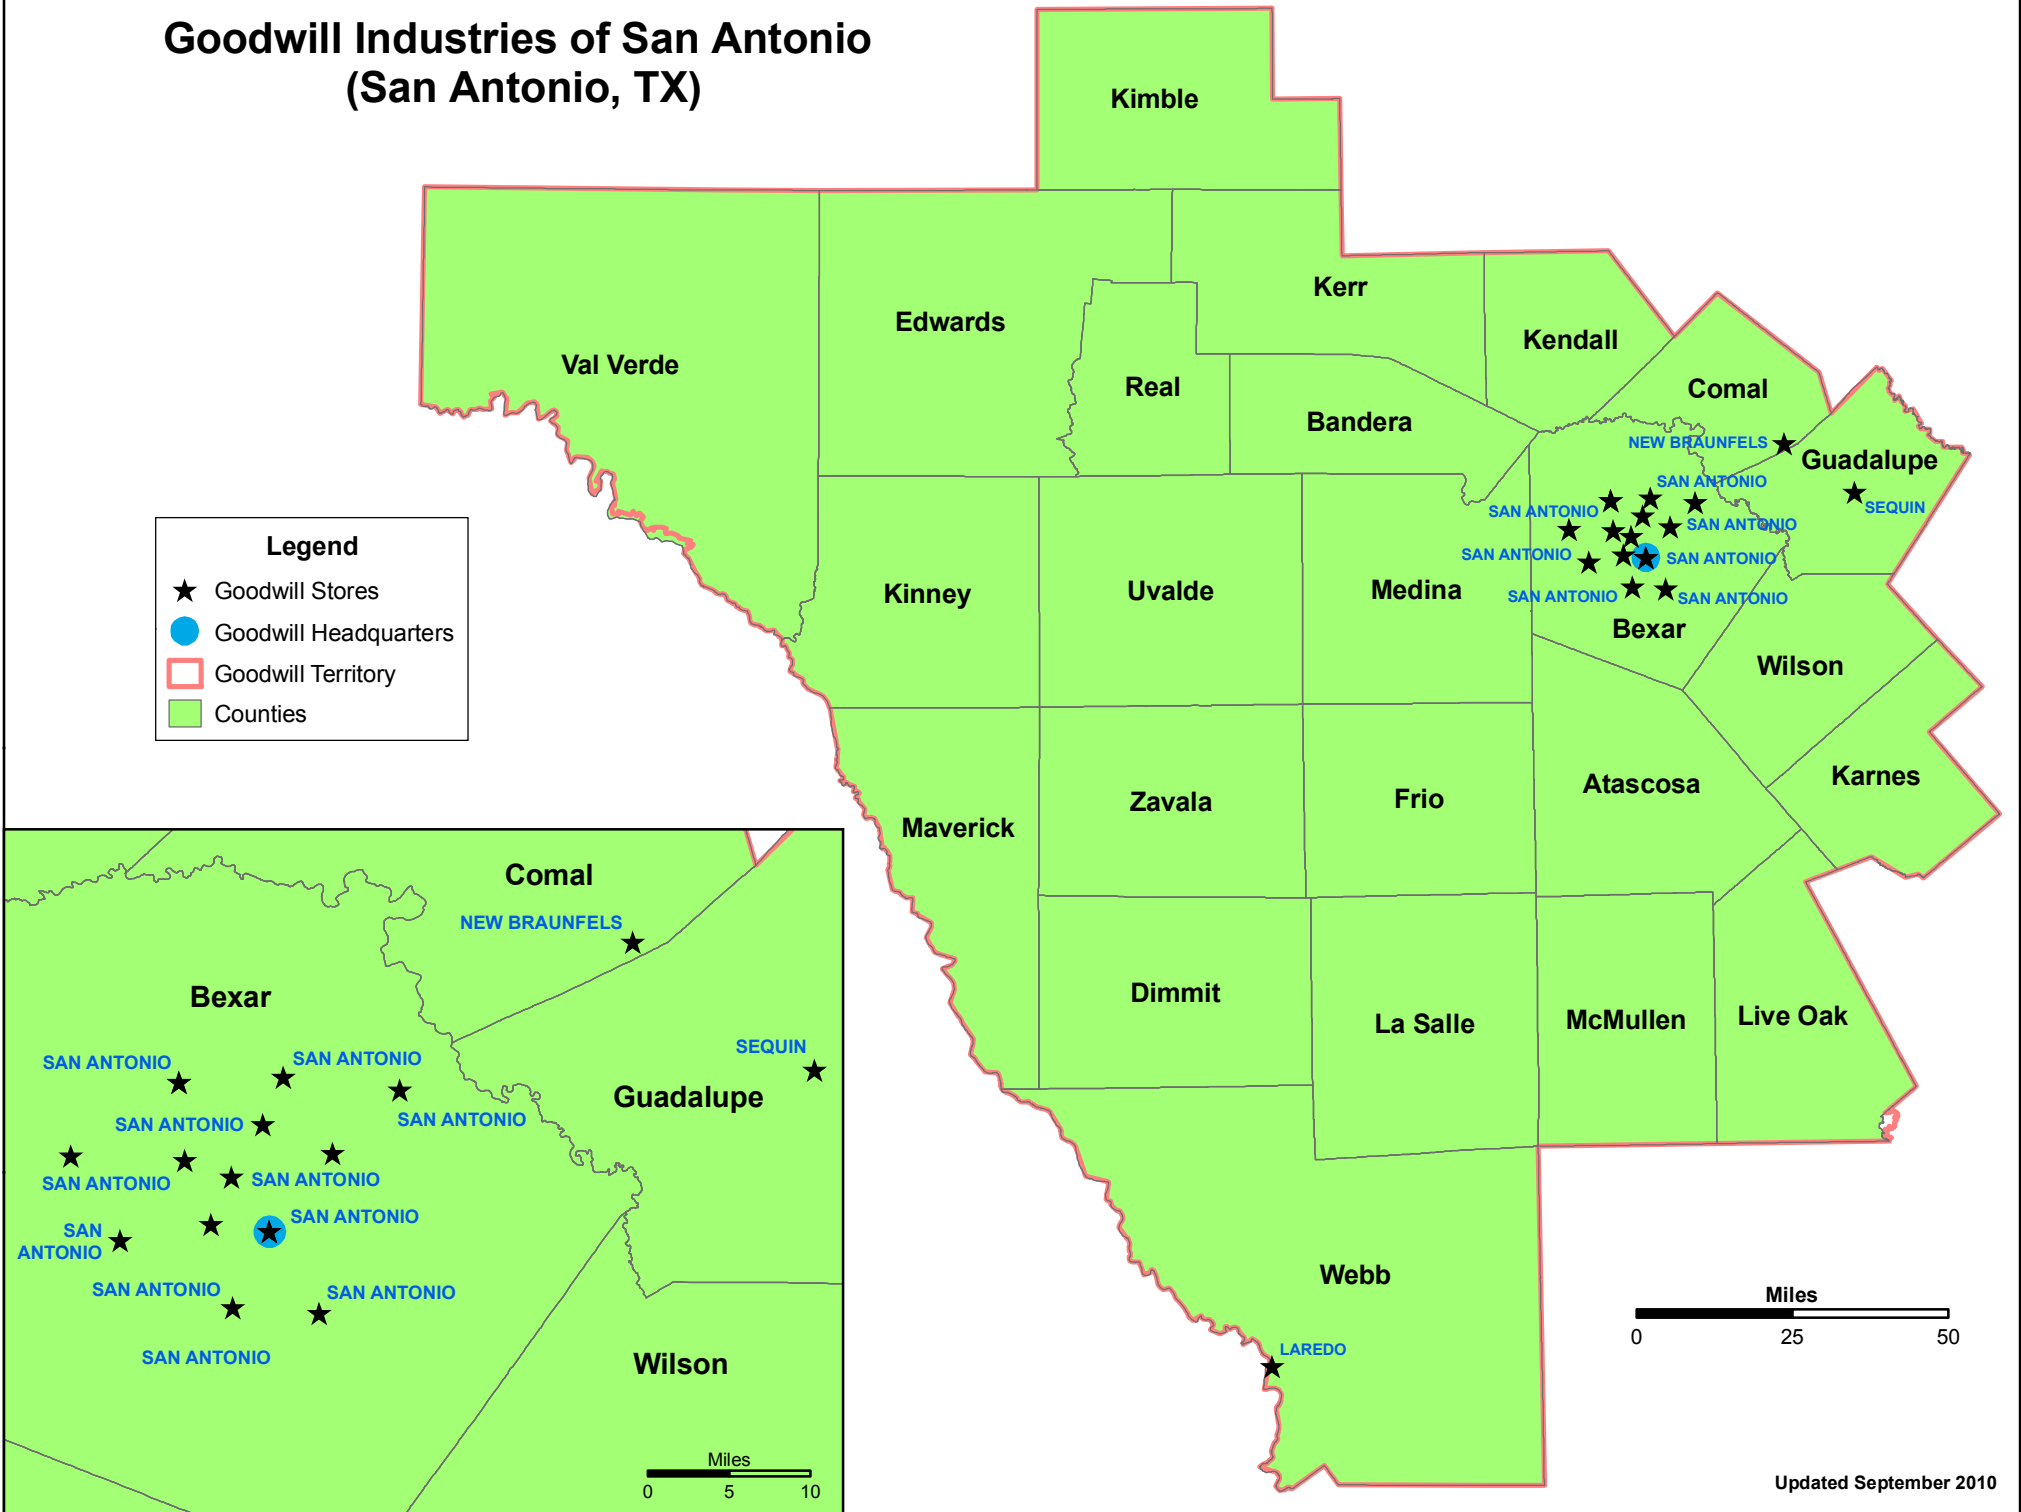 Goodwill Industries of San Antonio
(San Antonio, TX)
Kimble
Kerr
Edwards
Kendall
Val Verde
Real
Comal
Bandera
NEW BRAUNFELS
Guadalupe
SAN ANTONIO
SEQUIN
SAN ANTONIO
SAN ANTONIO
SAN ANTONIO
SAN ANTONIO
SAN ANTONIO
SAN ANTONIO
Bexar
Kinney
Uvalde
Medina
Wilson
Legend
Goodwill Stores
Goodwill Headquarters
Goodwill Territory
Counties
Maverick
Zavala
Frio
Atascosa
Karnes
Dimmit
La Salle
McMullen
Live Oak
Webb
LAREDO
Miles
0 25 50
Comal
NEW BRAUNFELS
Bexar
SAN ANTONIO
SAN ANTONIO
SEQUIN
Guadalupe
SAN ANTONIO
SAN ANTONIO
SAN ANTONIO
SAN ANTONIO
SAN ANTONIO
SAN
ANTONIO
SAN ANTONIO
SAN ANTONIO
SAN ANTONIO
Wilson
Miles
0 5 10
Updated September 2010